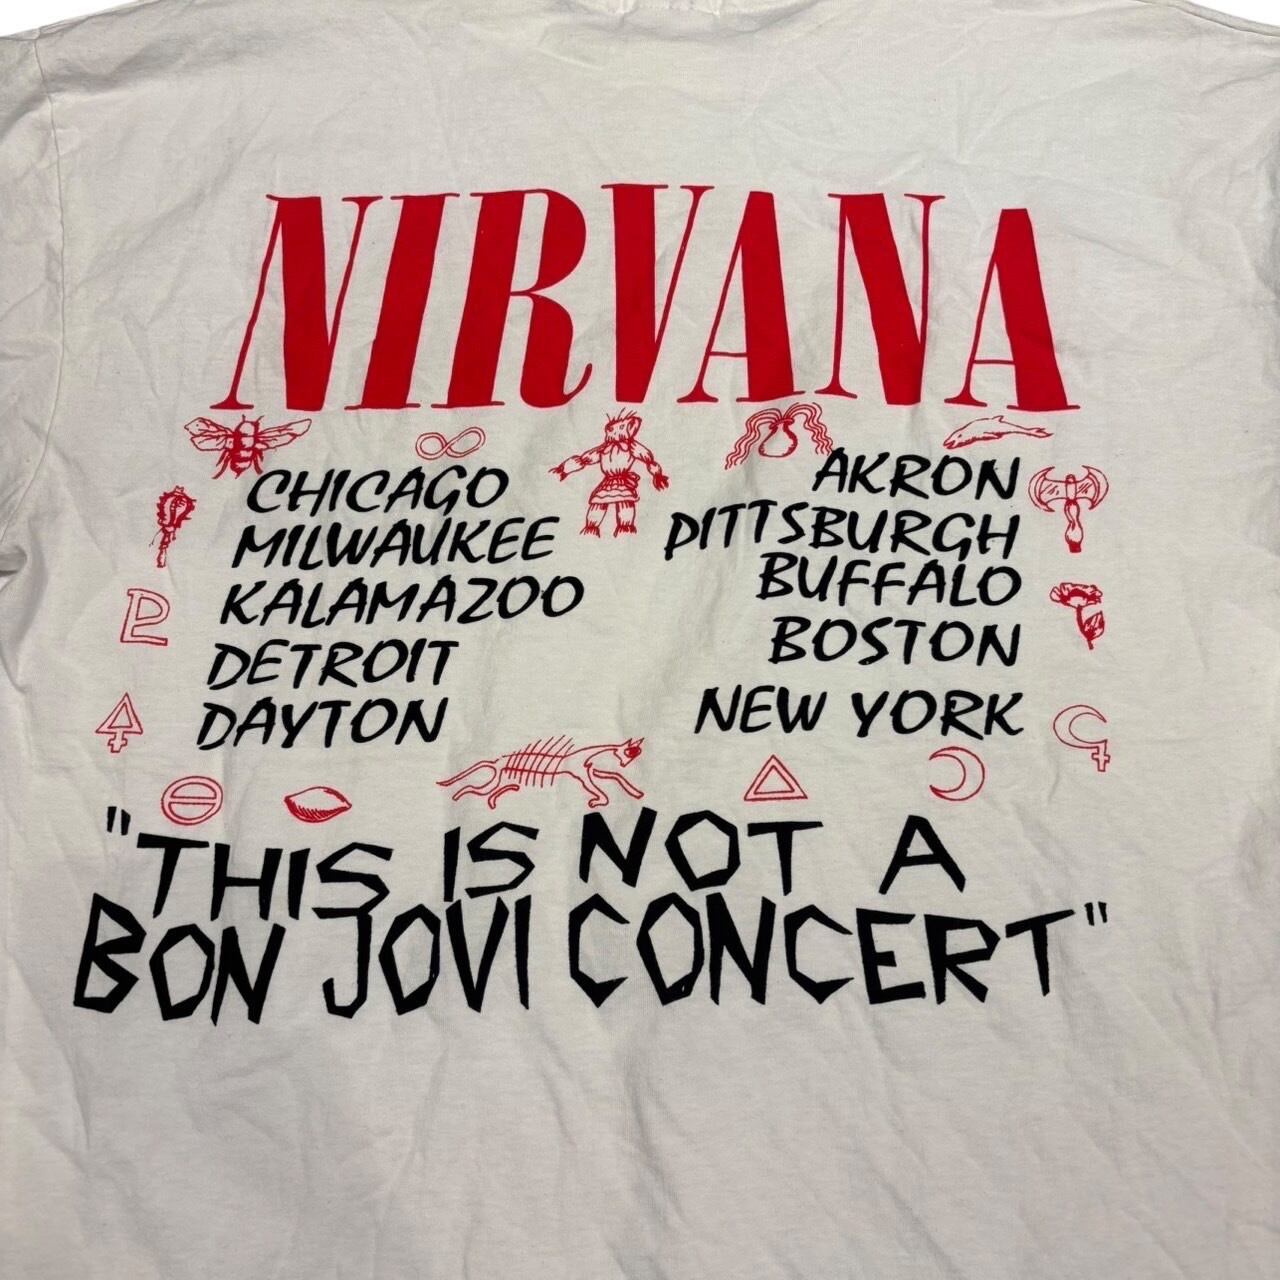 NIRVANA
CHICAGO
MILWAUKEE
KALAMAZOO
DETROIT
DAYTON
AKRON
PITTSBURGH
BUFFALO
BOSTON
NEW YORK
"THIS IS NOT A
BON JOVI CONCERT"